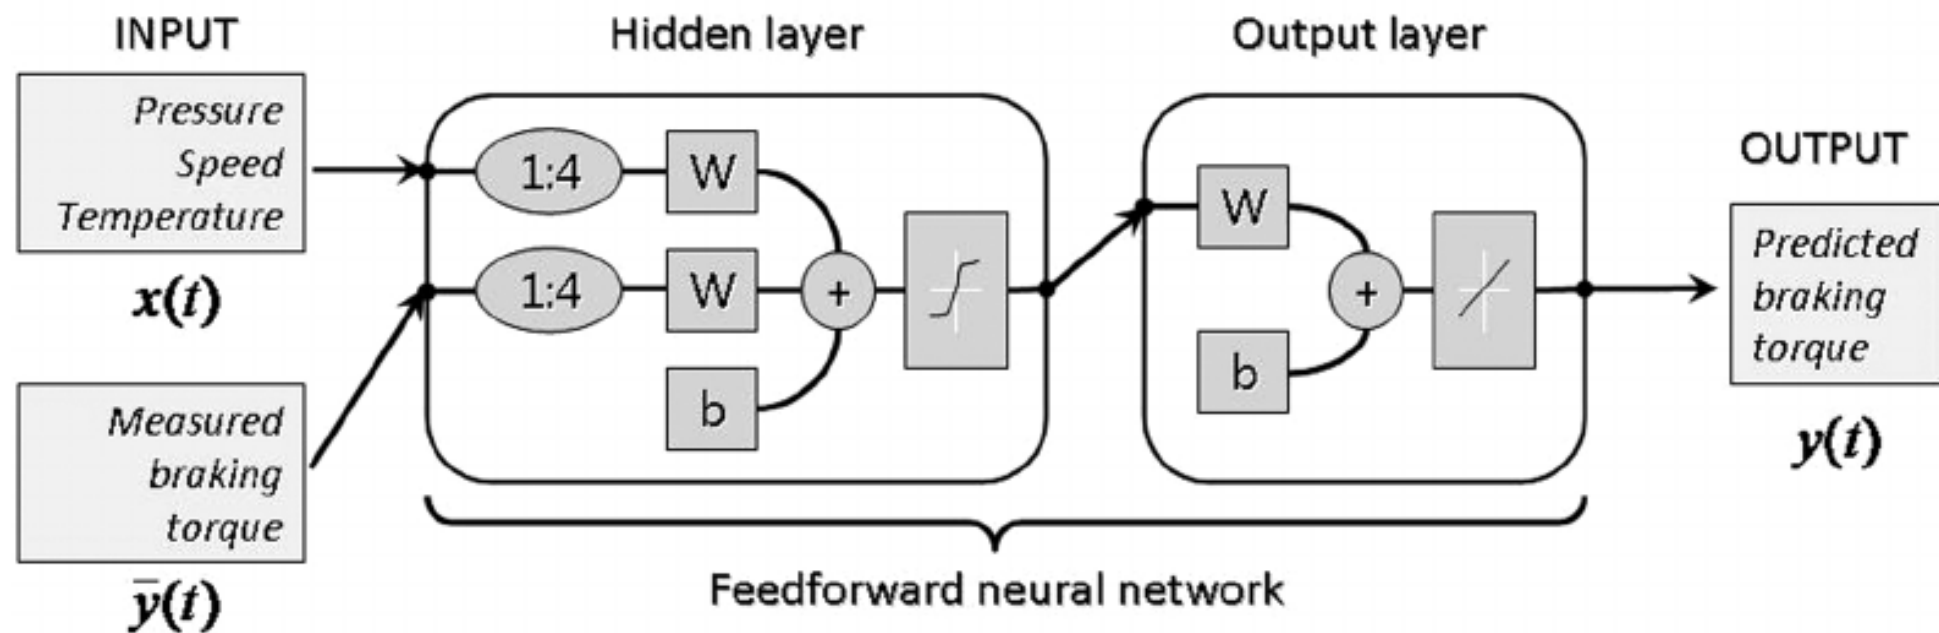 INPUT
Pressure
Speed
Temperature
x(t)
Measured
braking
torque
ȳ(t)
Hidden layer
1:4
W
1:4
W
+
b
Output layer
W
+
b
OUTPUT
Predicted
braking
torque
y(t)
Feedforward neural network